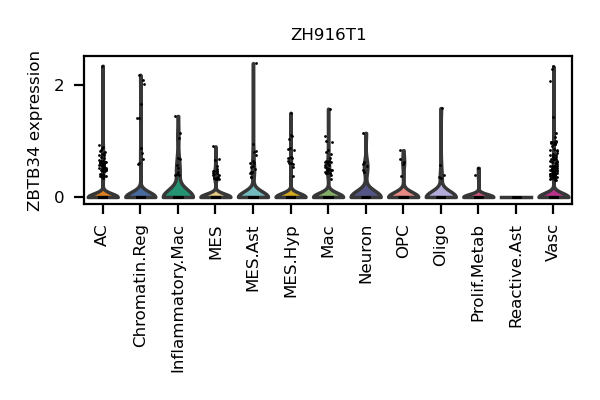 ZH916T1
ZBTB34 expression
2
0
AC
Chromatin.Reg
Inflammatory.Mac
MES
MES.Ast
MES.Hyp
Mac
Neuron
OPC
Oligo
Prolif.Metab
Reactive.Ast
Vasc